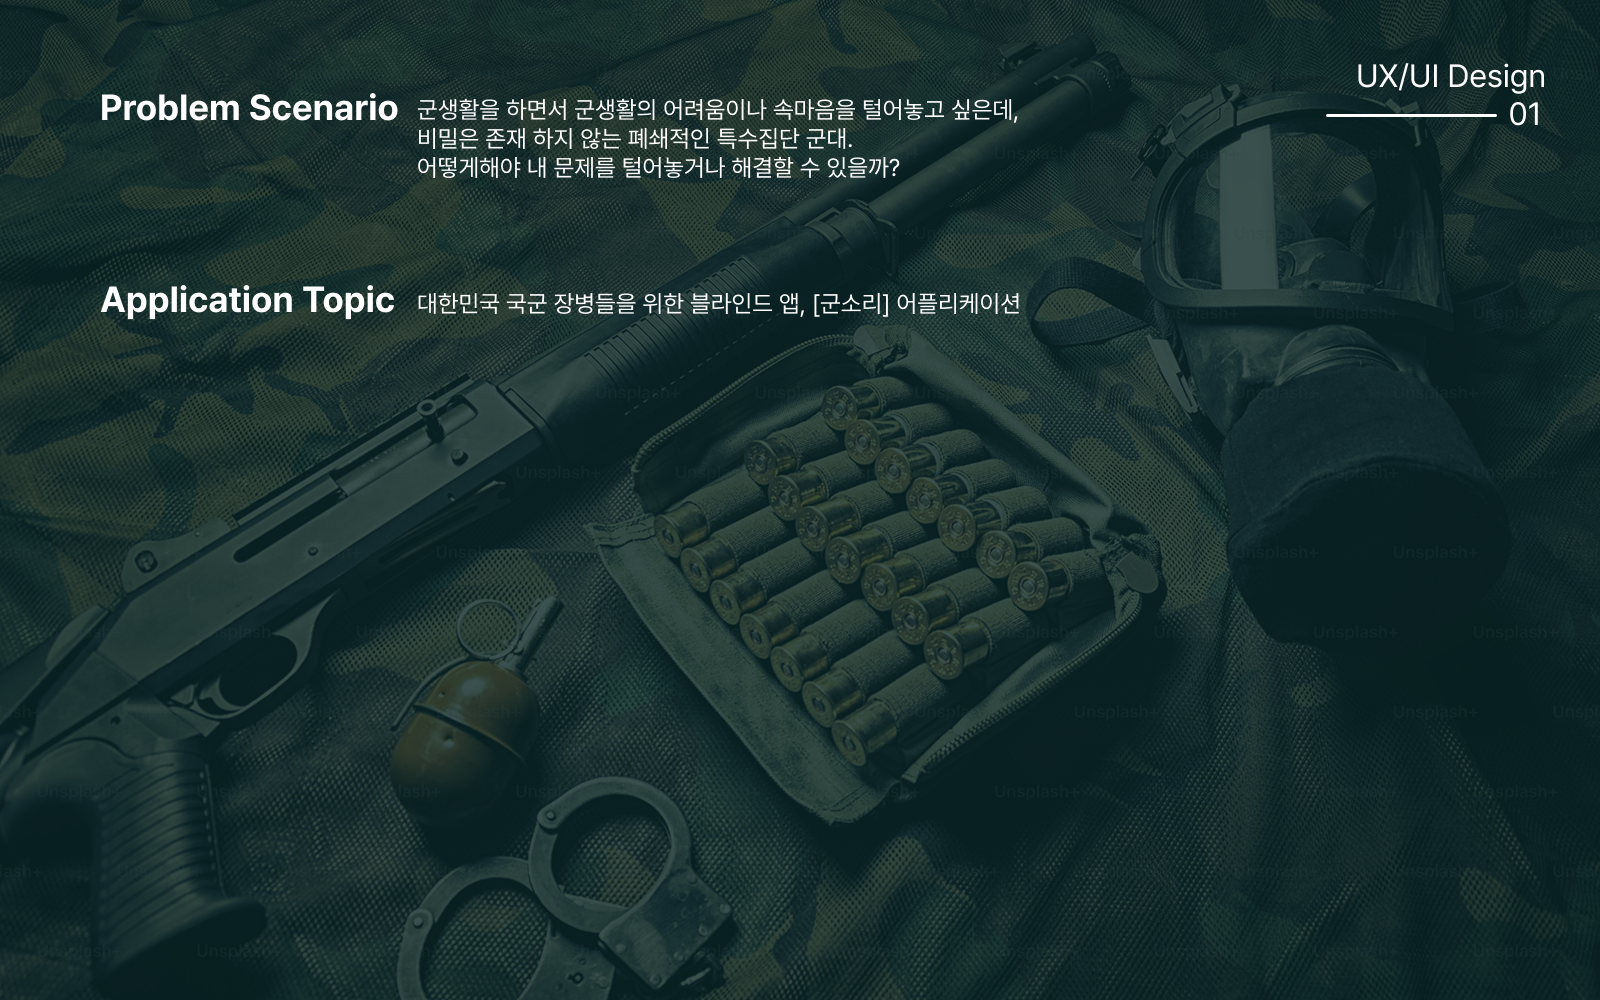 UX/UI Design
01
Problem Scenario
군생활을 하면서 군생활의 어려움이나 속마음을 털어놓고 싶은데,
비밀은 존재 하지 않는 폐쇄적인 특수집단 군대.
어떻게해야 내 문제를 털어놓거나 해결할 수 있을까?
Application Topic
대한민국 국군 장병들을 위한 블라인드 앱, [군소리] 어플리케이션
Unsplash+